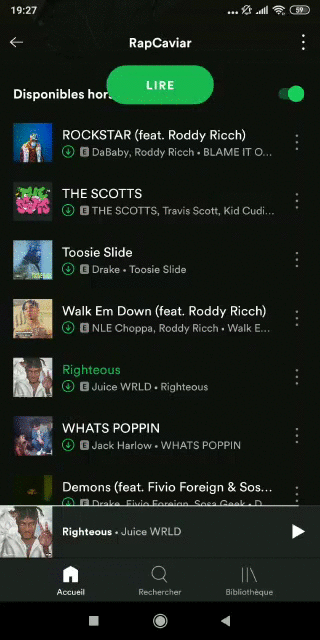 19:27
59
RapCaviar
LIRE
Disponibles hors
ROCKSTAR (feat. Roddy Ricch)
E DaBaby, Roddy Ricch • BLAME IT O...
THE SCOTTS
E THE SCOTTS, Travis Scott, Kid Cudi...
Toosie Slide
E Drake • Toosie Slide
Walk Em Down (feat. Roddy Ricch)
E NLE Choppa, Roddy Ricch • Walk E...
Righteous
E Juice WRLD • Righteous
WHATS POPPIN
E Jack Harlow • WHATS POPPIN
Demons (feat. Fivio Foreign & Sos...
E Drake, Fivio Foreign, Sosa Geek • D...
Righteous • Juice WRLD
Accueil
Rechercher
Bibliothèque